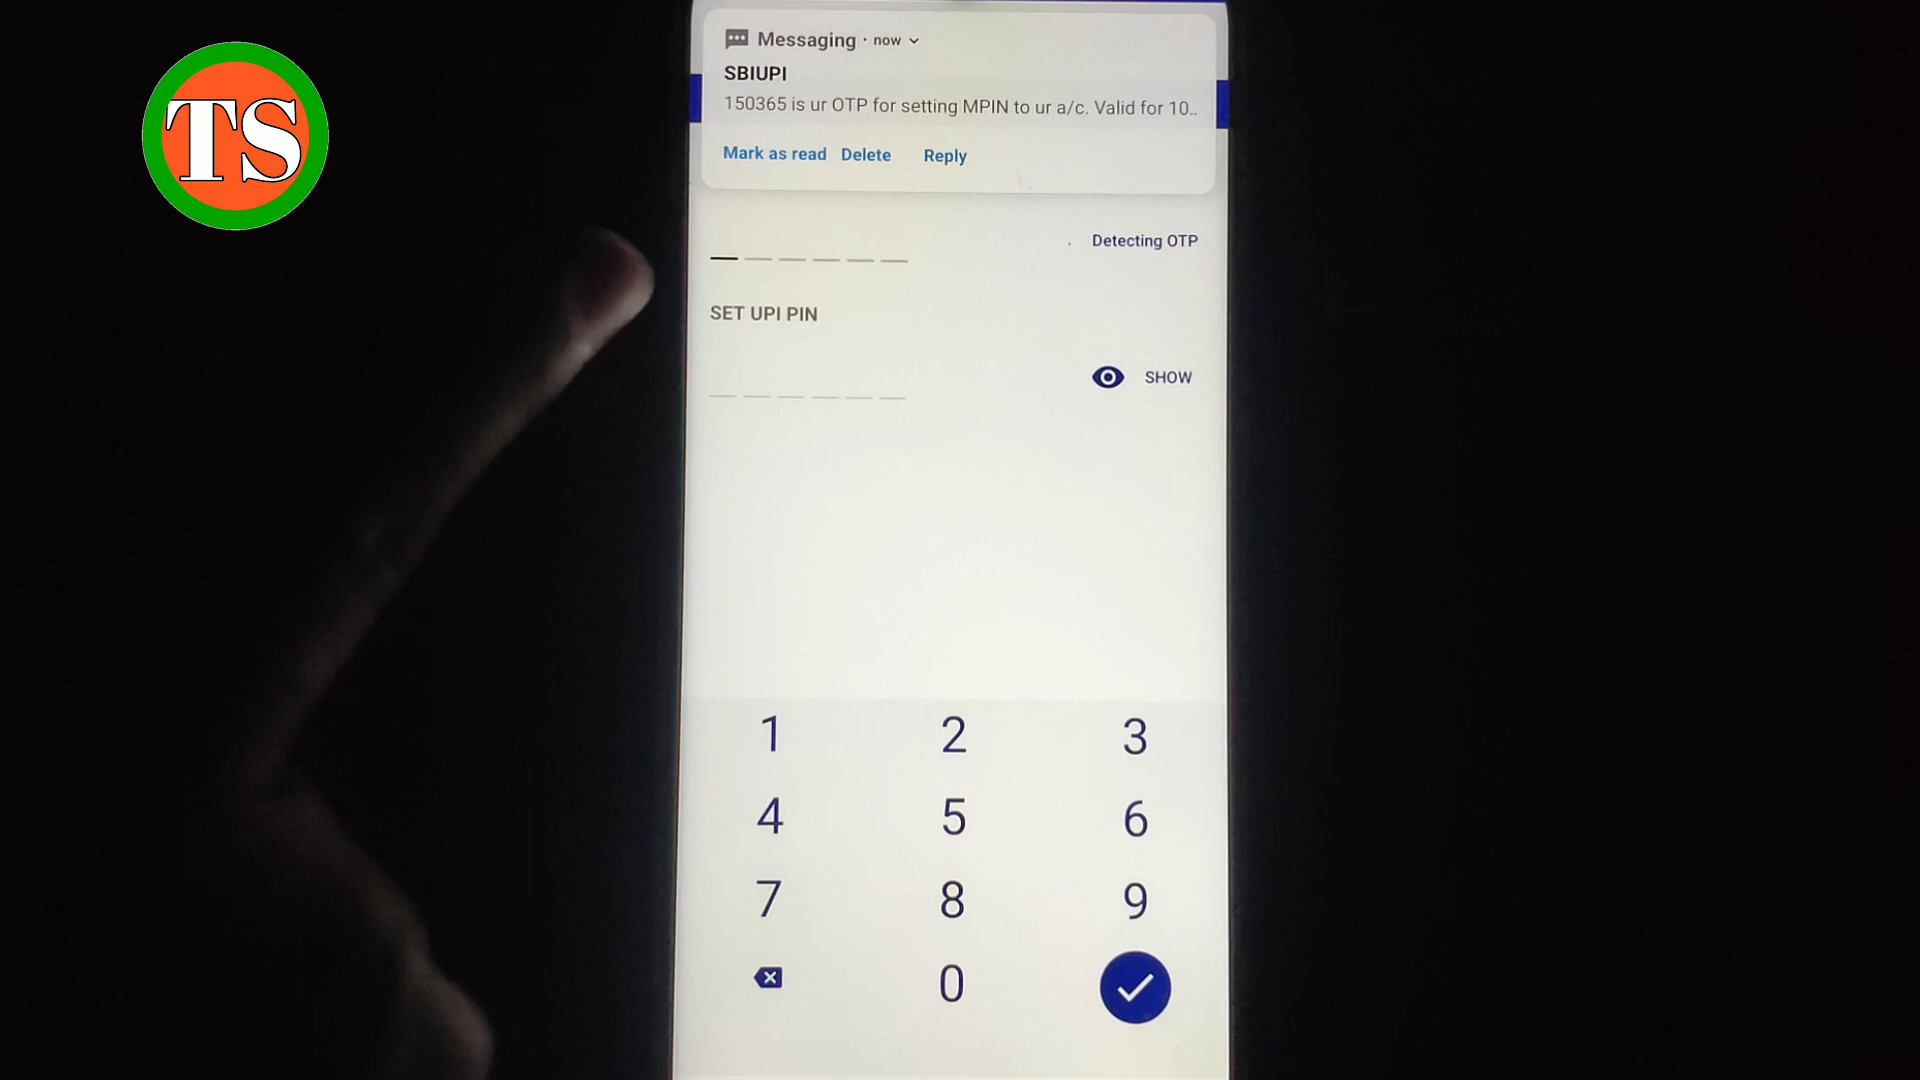 TS
Messaging · now
SBIUPI
150365 is ur OTP for setting MPIN to ur a/c. Valid for 10..
Mark as read Delete Reply
Detecting OTP
SET UPI PIN
SHOW
1 2 3
4 5 6
7 8 9
0